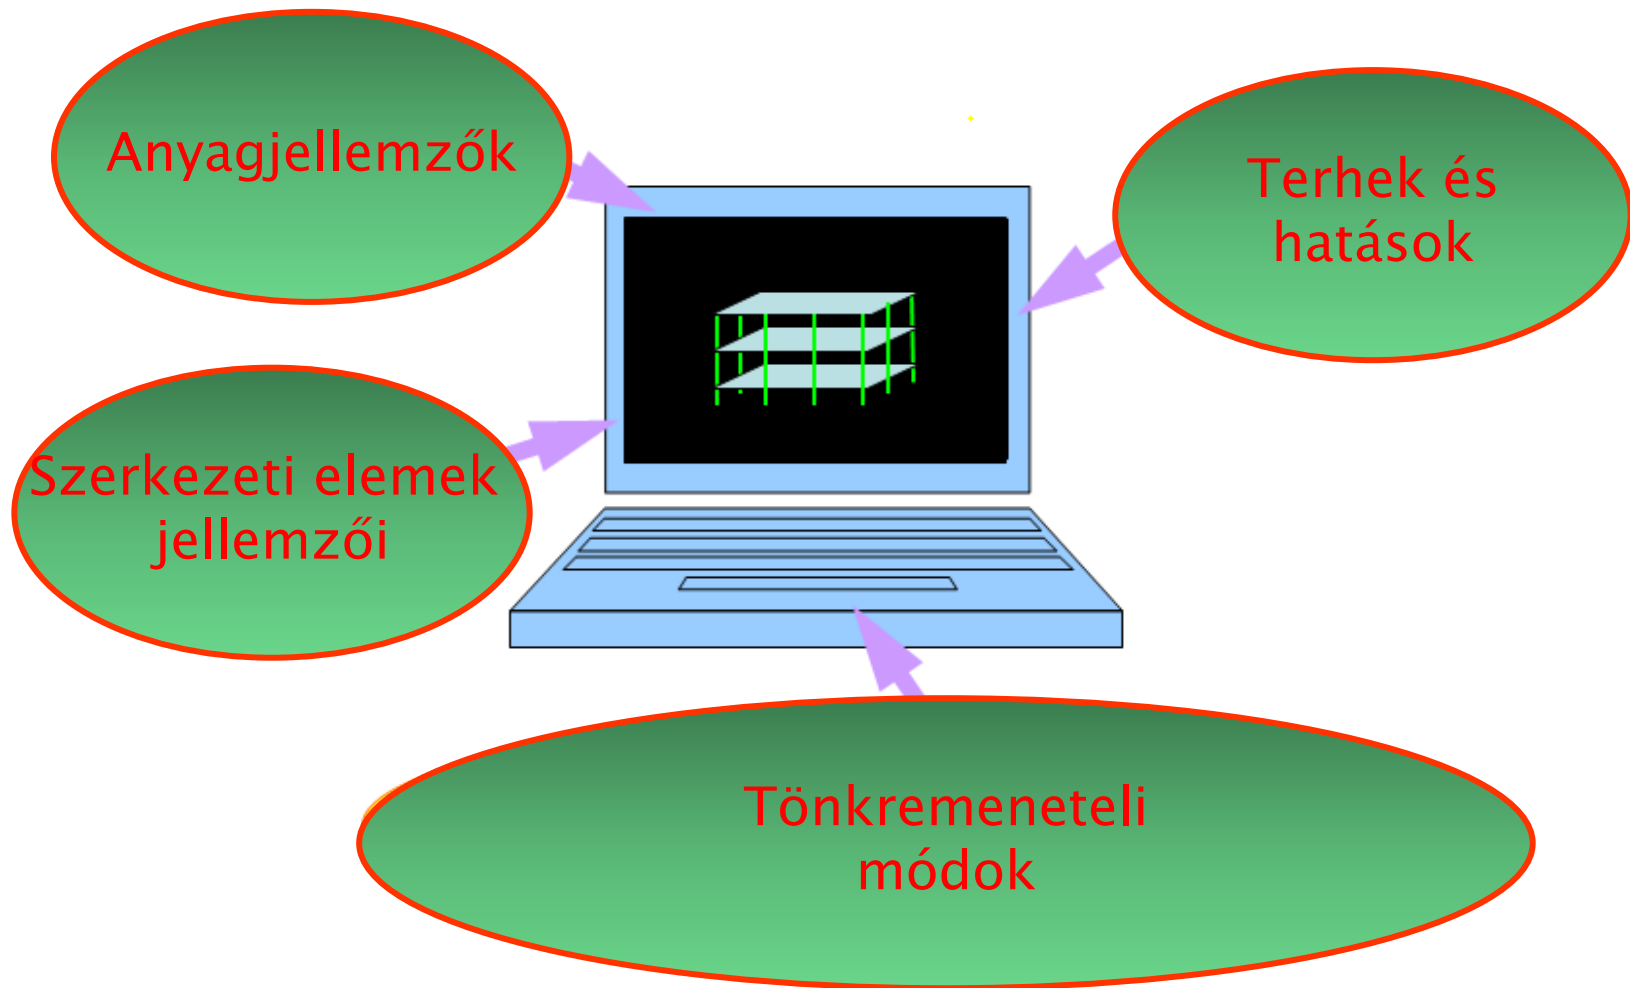 Anyagjellemzők
Terhek és
hatások
Szerkezeti elemek
jellemzői
Tönkremeneteli
módok